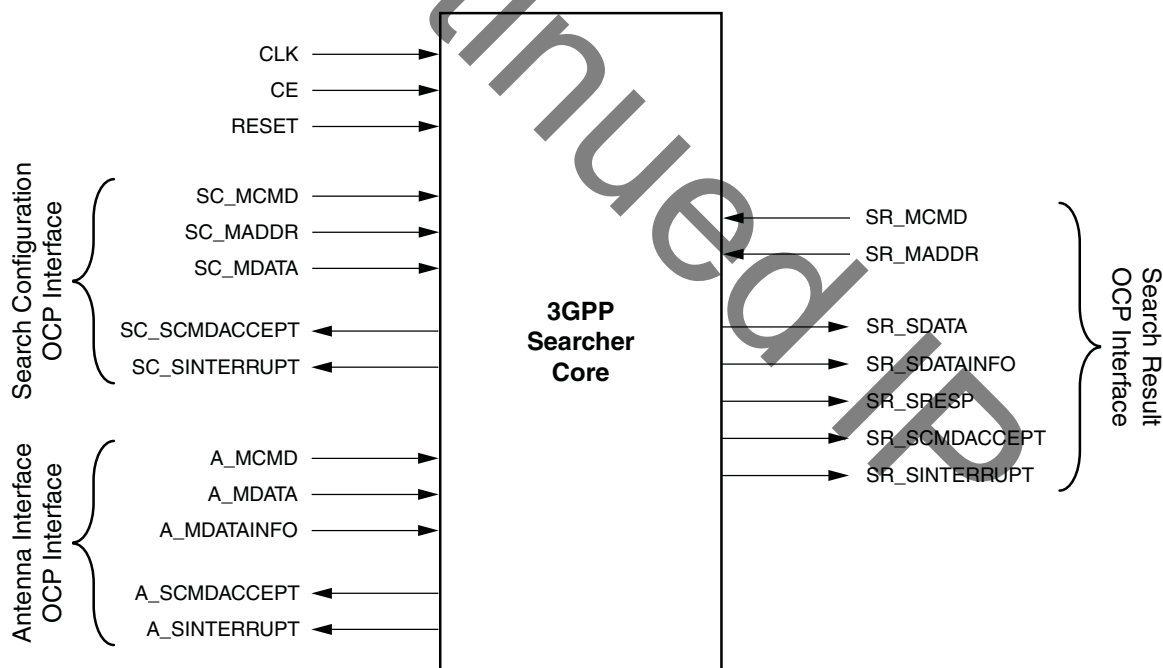 CLK
CE
RESET
Search Configuration
OCP Interface
SC_MCMD
SC_MADDR
SC_MDATA
SC_SCMDACCEPT
SC_SINTERRUPT
Antenna Interface
OCP Interface
A_MCMD
A_MDATA
A_MDATAINFO
A_SCMDACCEPT
A_SINTERRUPT
3GPP
Searcher
Core
SR_MCMD
SR_MADDR
SR_SDATA
SR_SDATAINFO
SR_SRESP
SR_SCMDACCEPT
SR_SINTERRUPT
Search Result
OCP Interface
tinued IP